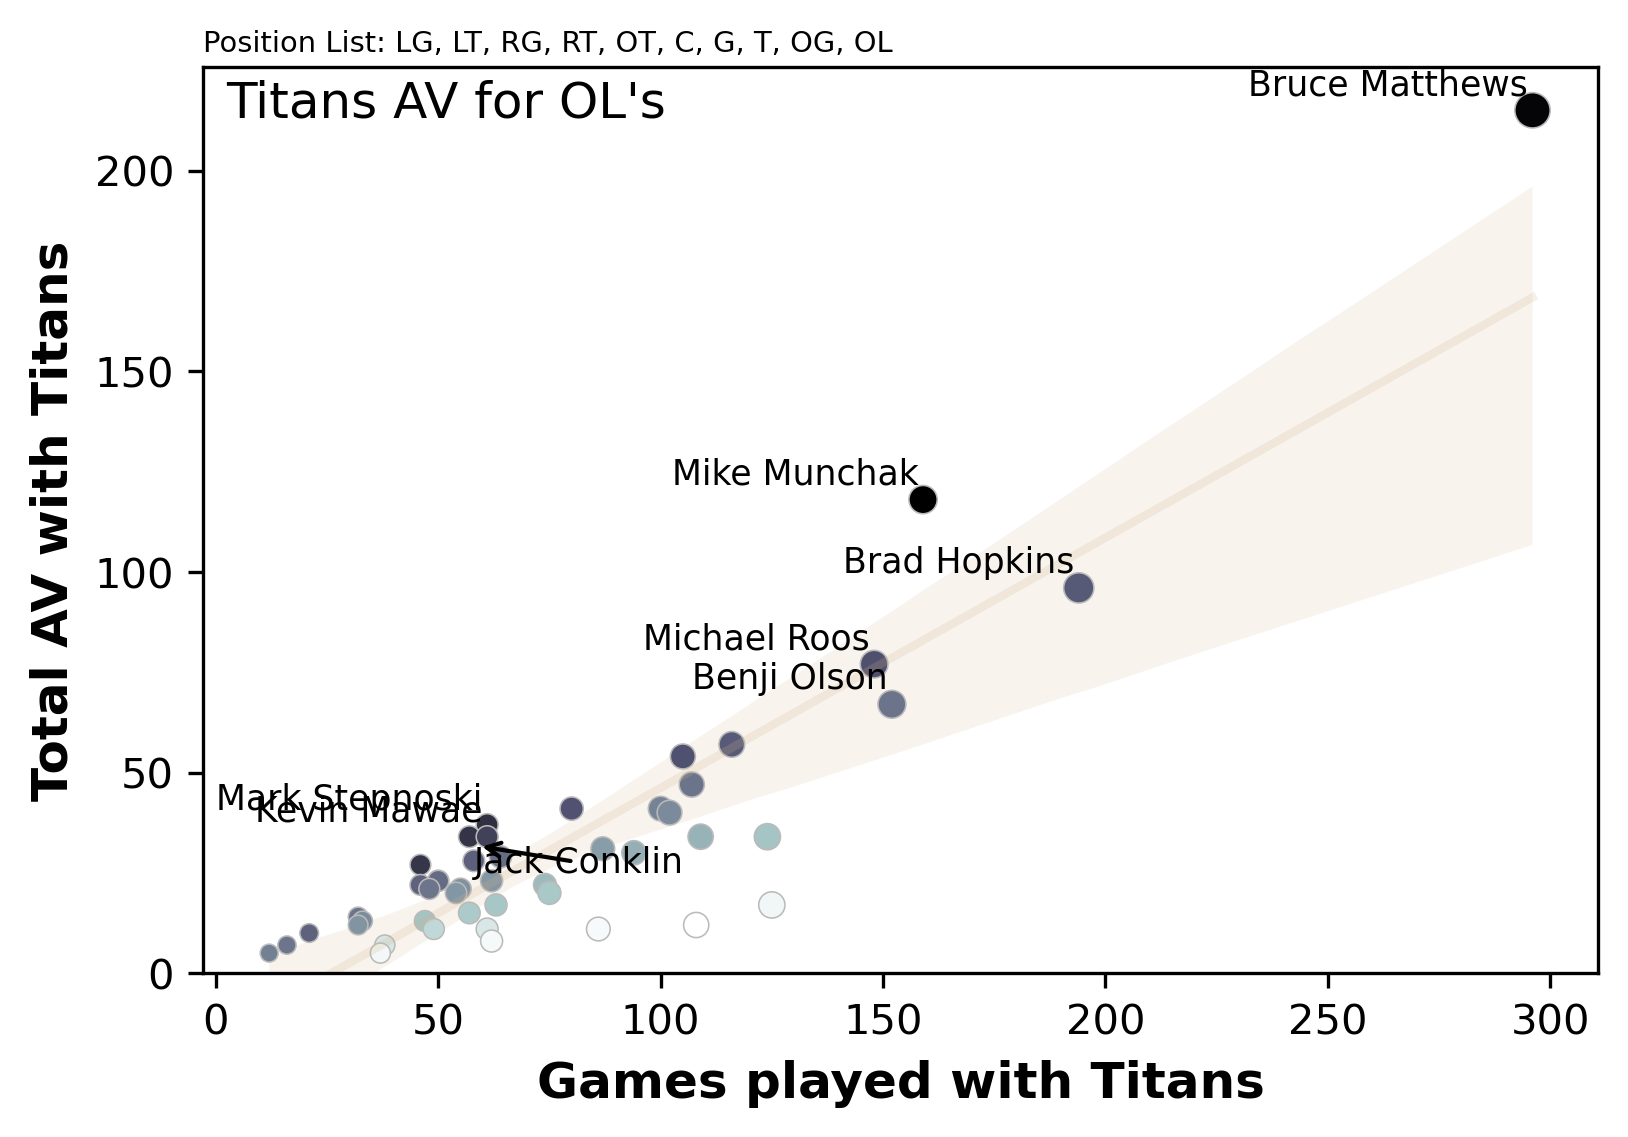 Position List: LG, LT, RG, RT, OT, C, G, T, OG, OL
Titans AV for OL's
Bruce Matthews
Mike Munchak
Brad Hopkins
Michael Roos
Benji Olson
Mark Stepnoski
Kevin Mawae
Jack Conklin
Total AV with Titans
200
150
100
50
0
0 50 100 150 200 250 300
Games played with Titans